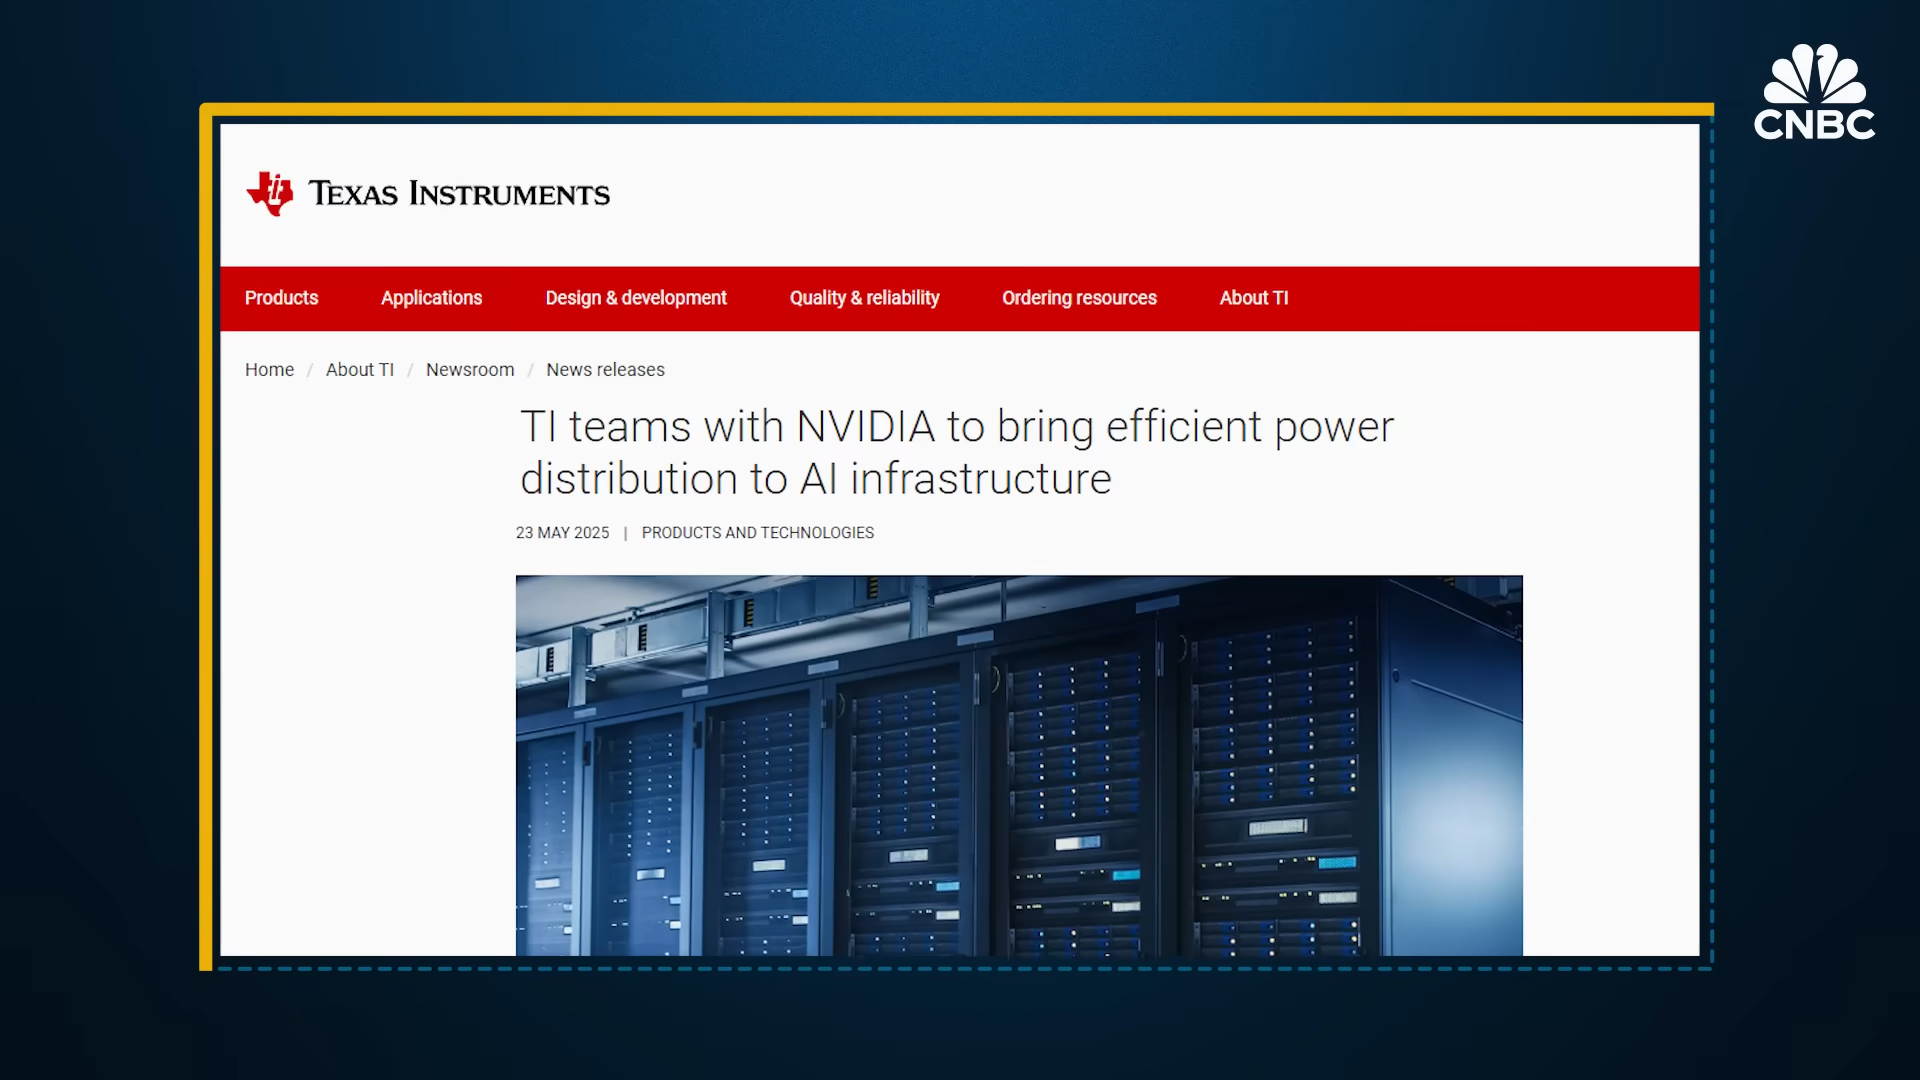 CNBC
TEXAS INSTRUMENTS
Products Applications Design & development Quality & reliability Ordering resources About TI
Home / About TI / Newsroom / News releases
TI teams with NVIDIA to bring efficient power
distribution to AI infrastructure
23 MAY 2025 | PRODUCTS AND TECHNOLOGIES